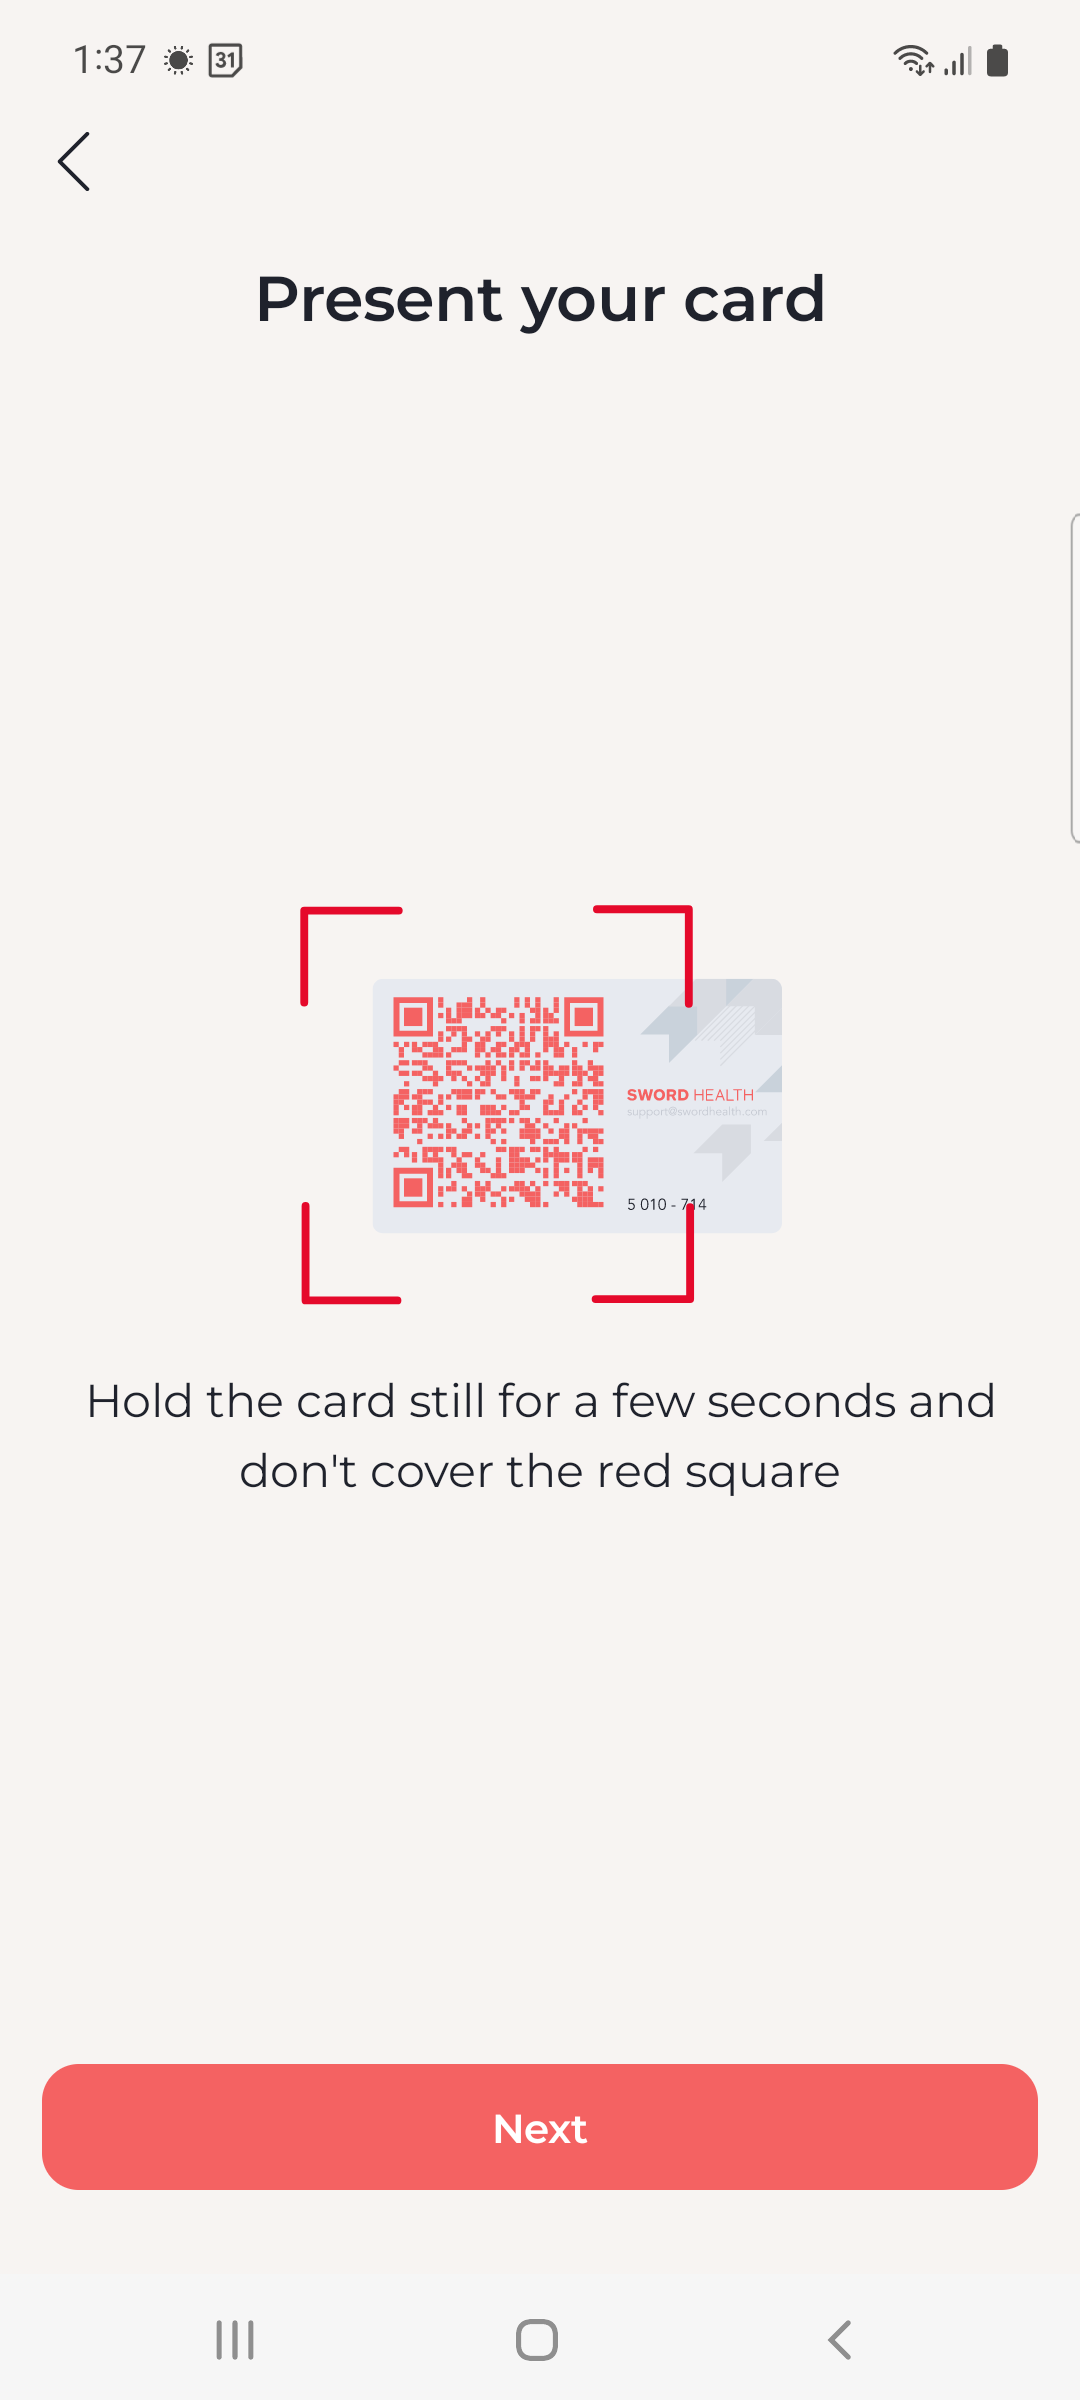 1:37
31
Present your card
SWORD HEALTH
support@swordhealth.com
5 010 - 714
Hold the card still for a few seconds and
don't cover the red square
Next